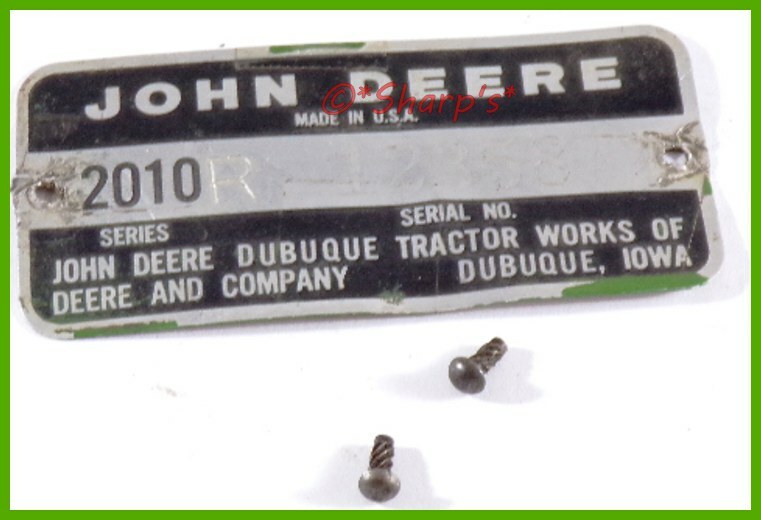 JOHN DEERE
©*Sharp's*
MADE IN U.S.A.
2010R
SERIES
SERIAL NO.
JOHN DEERE DUBUQUE TRACTOR WORKS OF
DEERE AND COMPANY DUBUQUE, IOWA